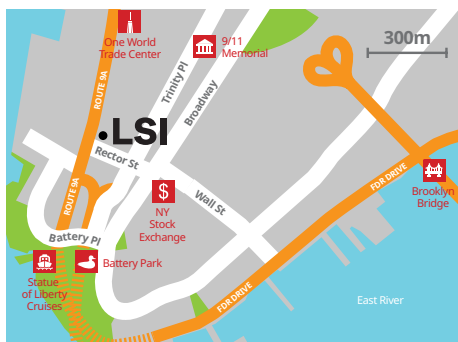 One World
Trade Center
9/11
Memorial
300m
ROUTE 9A
Trinity Pl
Broadway
LSI
Rector St
FDR DRIVE
Brooklyn
Bridge
ROUTE 9A
$
NY
Stock
Exchange
Wall St
Battery Pl
Battery Park
Statue
of Liberty
Cruises
FDR DRIVE
East River